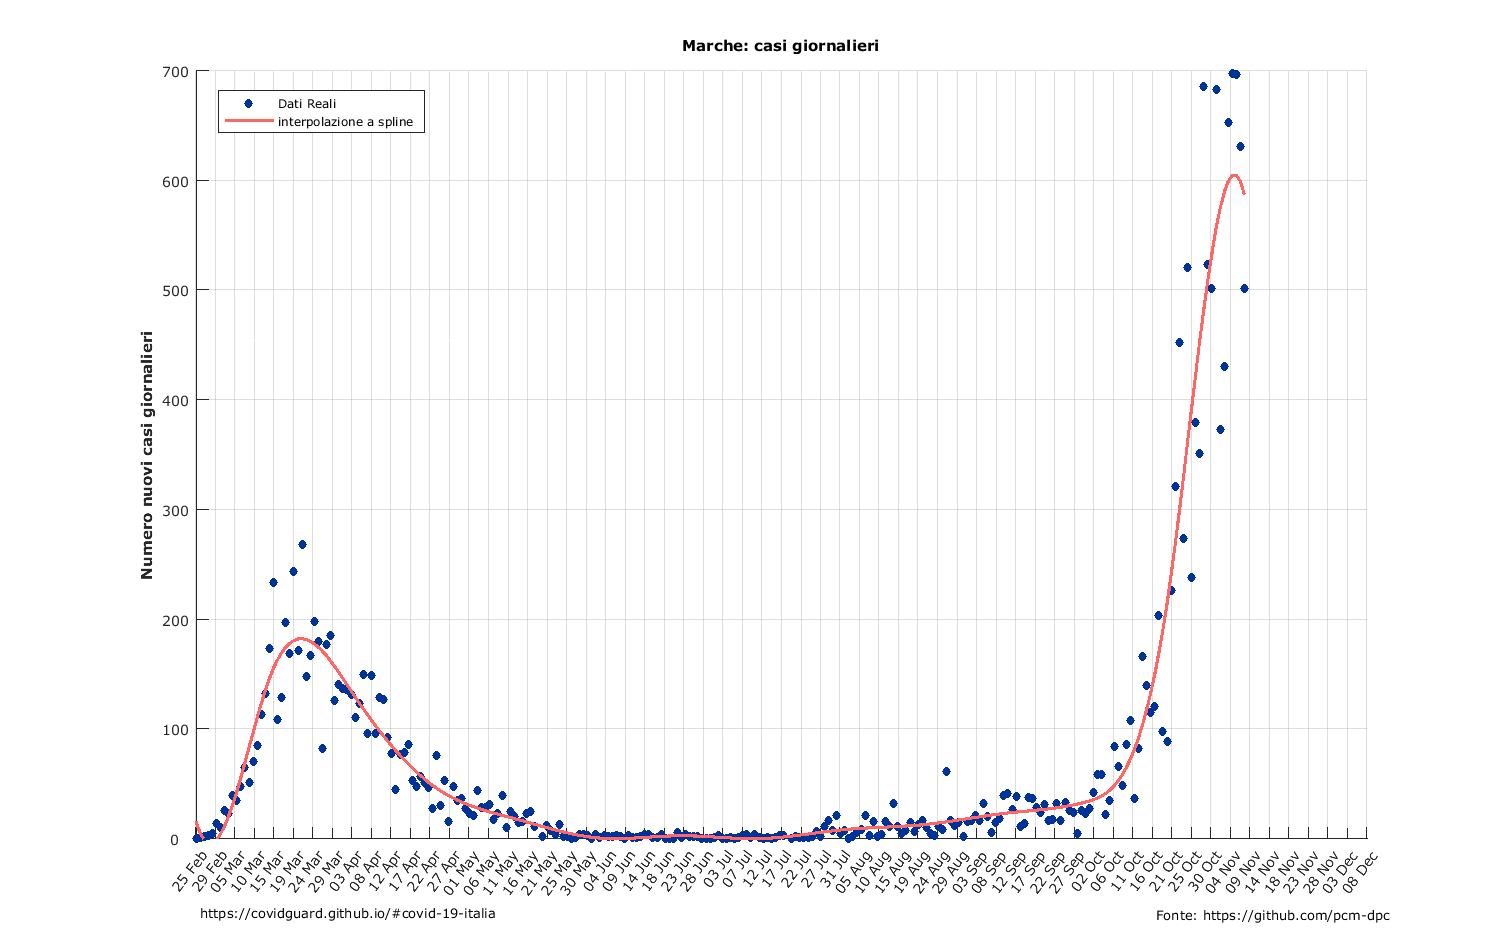 Marche: casi giornalieri
700
600
500
400
300
200
100
0
Numero nuovi casi giornalieri
Dati Reali
interpolazione a spline
25 Feb
29 Feb
05 Mar
10 Mar
15 Mar
19 Mar
24 Mar
29 Mar
03 Apr
08 Apr
12 Apr
17 Apr
22 Apr
27 Apr
01 May
06 May
11 May
16 May
21 May
25 May
30 May
04 Jun
09 Jun
14 Jun
18 Jun
23 Jun
28 Jun
03 Jul
07 Jul
12 Jul
17 Jul
22 Jul
27 Jul
31 Jul
05 Aug
10 Aug
15 Aug
19 Aug
24 Aug
29 Aug
03 Sep
08 Sep
12 Sep
17 Sep
22 Sep
27 Sep
02 Oct
06 Oct
11 Oct
16 Oct
21 Oct
25 Oct
30 Oct
04 Nov
09 Nov
14 Nov
19 Nov
23 Nov
28 Nov
03 Dec
08 Dec
https://covidguard.github.io/#covid-19-italia
Fonte: https://github.com/pcm-dpc